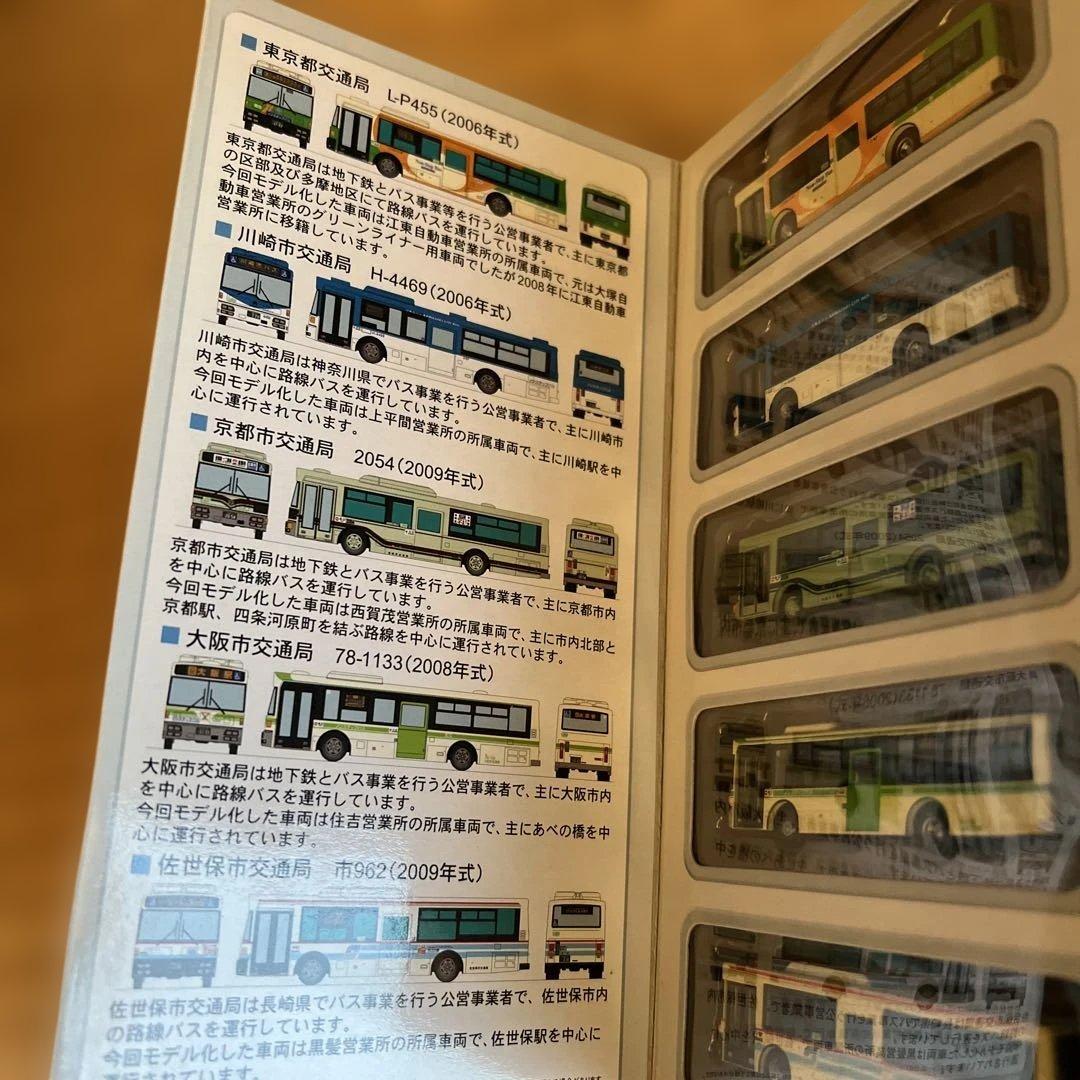 東京都交通局 L-P455(2006年式)
東京都交通局は地下鉄とバス事業等を行う公営事業者で、主に東京都
の区部及び多摩地区にて路線バスを運行しています。
今回モデル化した車両は江東自動車営業所の所属車両で、元は大塚自
動車営業所のグリーンライナー用車両でしたが2008年に江東自動車
営業所に移籍しています。
川崎市交通局 H-4469(2006年式)
川崎市交通局は神奈川県でバス事業を行う公営事業者で、主に川崎市
内を中心に路線バスを運行しています。
今回モデル化した車両は上平間営業所の所属車両で、主に川崎駅を中
心に運行されています。
京都市交通局 2054(2009年式)
京都市交通局は地下鉄とバス事業を行う公営事業者で、主に京都市内
を中心に路線バスを運行しています。
今回モデル化した車両は西賀茂営業所の所属車両で、主に市内北部と
京都駅、四条河原町を結ぶ路線を中心に運行されています。
大阪市交通局 78-1133(2008年式)
大阪市交通局は地下鉄とバス事業を行う公営事業者で、主に大阪市内
を中心に路線バスを運行しています。
今回モデル化した車両は住吉営業所の所属車両で、主にあべの橋を中
心に運行されています。
佐世保市交通局 市962(2009年式)
佐世保市交通局は長崎県でバス事業を行う公営事業者で、佐世保市内
の路線バスを運行しています。
今回モデル化した車両は黒髪営業所の所属車両で、佐世保駅を中心に
運行されています。